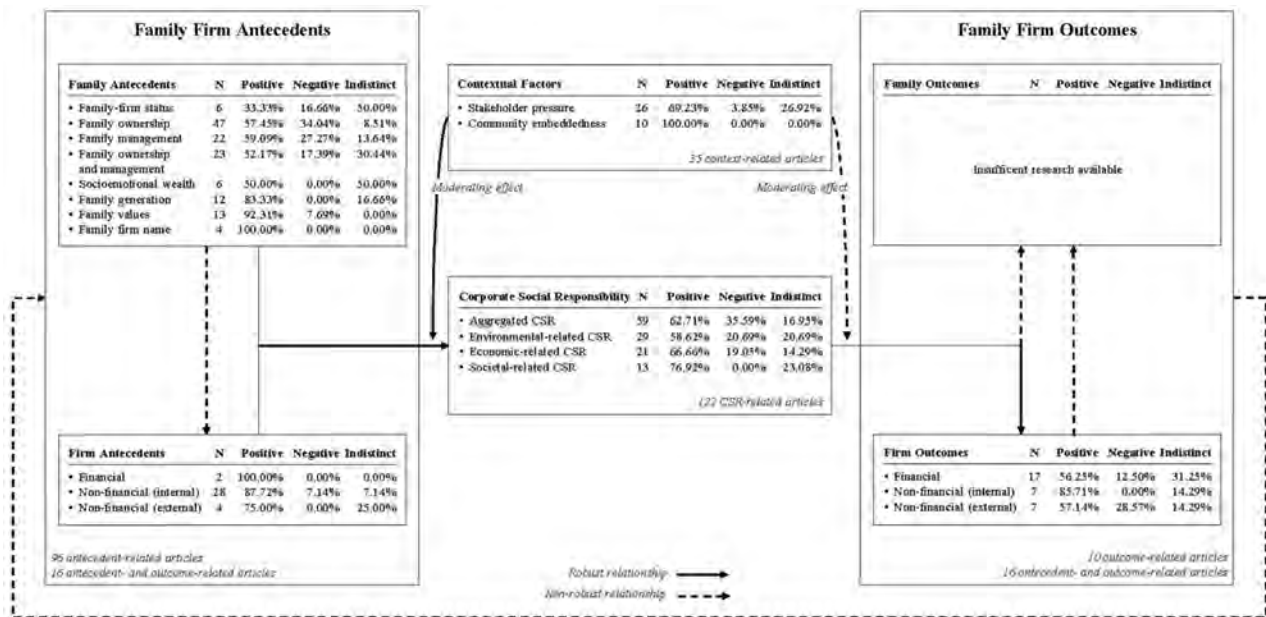 Family Firm Antecedents
Family Antecedents N Positive Negative Indistinct
• Family-firm status 6 33.33% 16.66% 50.00%
• Family ownership 47 57.45% 34.04% 8.51%
• Family management 22 59.09% 27.27% 13.64%
• Family ownership 23 52.17% 17.39% 30.44%
and management
• Socioemotional wealth 6 50.00% 0.00% 50.00%
• Family generation 12 83.33% 0.00% 16.66%
• Family values 13 92.31% 7.69% 0.00%
• Family firm name 4 100.00% 0.00% 0.00%
Firm Antecedents N Positive Negative Indistinct
• Financial 2 100.00% 0.00% 0.00%
• Non-financial (internal) 28 87.72% 7.14% 7.14%
• Non-financial (external) 4 75.00% 0.00% 25.00%
96 antecedent-related articles
16 antecedent- and outcome-related articles
Contextual Factors N Positive Negative Indistinct
• Stakeholder pressure 26 69.23% 3.85% 26.92%
• Community embeddedness 10 100.00% 0.00% 0.00%
35 context-related articles
Moderating effect
Moderating effect
Corporate Social Responsibility N Positive Negative Indistinct
• Aggregated CSR 59 62.71% 35.59% 16.95%
• Environmental-related CSR 29 58.62% 20.69% 20.69%
• Economic-related CSR 21 66.66% 19.05% 14.29%
• Societal-related CSR 13 76.92% 0.00% 23.08%
122 CSR-related articles
Robust relationship
Non-robust relationship
Family Firm Outcomes
Family Outcomes N Positive Negative Indistinct
Insufficent research available
Firm Outcomes N Positive Negative Indistinct
• Financial 17 56.25% 12.50% 31.25%
• Non-financial (internal) 7 85.71% 0.00% 14.29%
• Non-financial (external) 7 57.14% 28.57% 14.29%
10 outcome-related articles
16 antecedent- and outcome-related articles